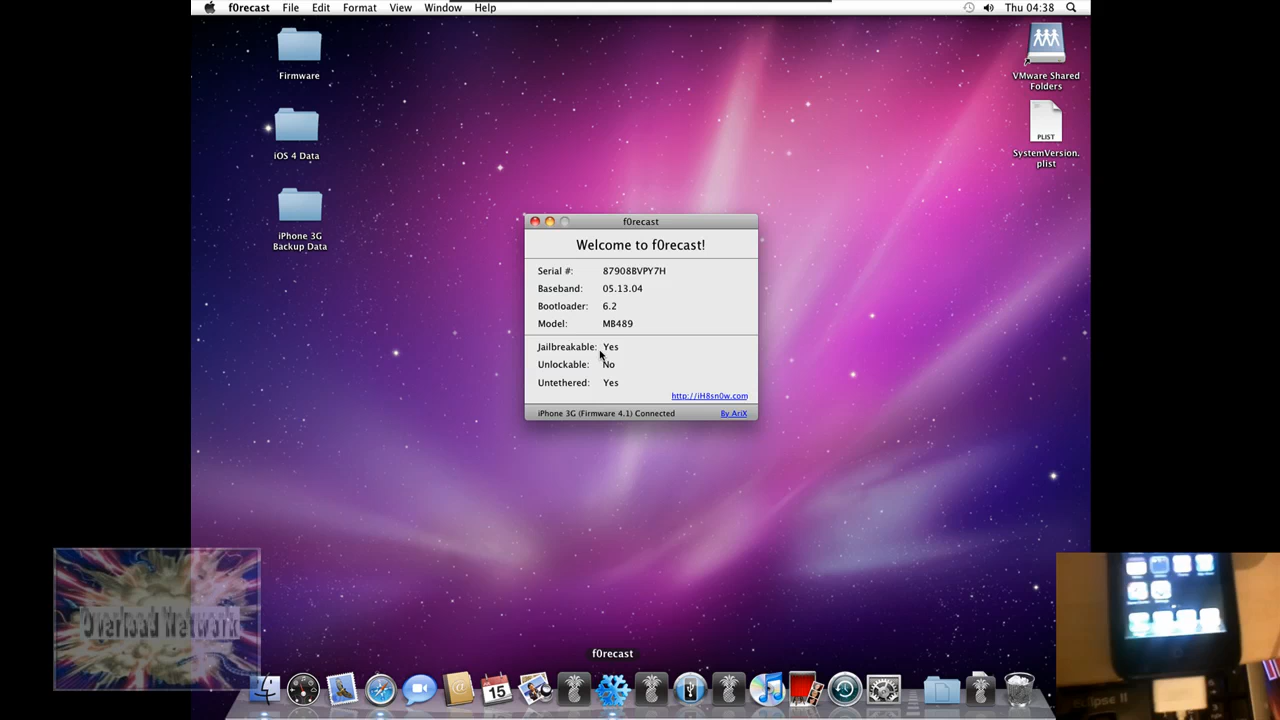 f0recast File Edit Format View Window Help Thu 04:38
Firmware
iOS 4 Data
iPhone 3G
Backup Data
VMware Shared
Folders
PLIST
SystemVersion.
plist
f0recast
Welcome to f0recast!
Serial #: 87908BVPY7H
Baseband: 05.13.04
Bootloader: 6.2
Model: MB489
Jailbreakable: Yes
Unlockable: No
Untethered: Yes
http://iH8sn0w.com
iPhone 3G (Firmware 4.1) Connected By AriX
Overload Network
f0recast
15
Eclipse II